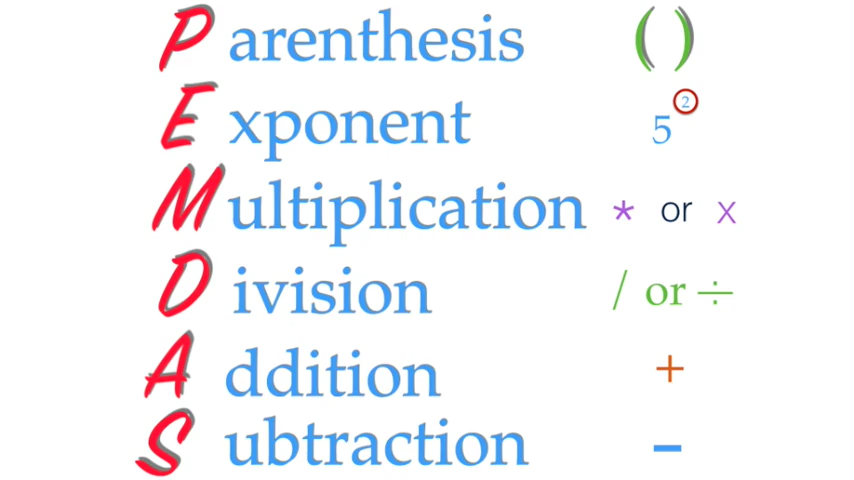 Parenthesis ( )
Exponent 5²
Multiplication * or x
Division / or ÷
Addition +
Subtraction -